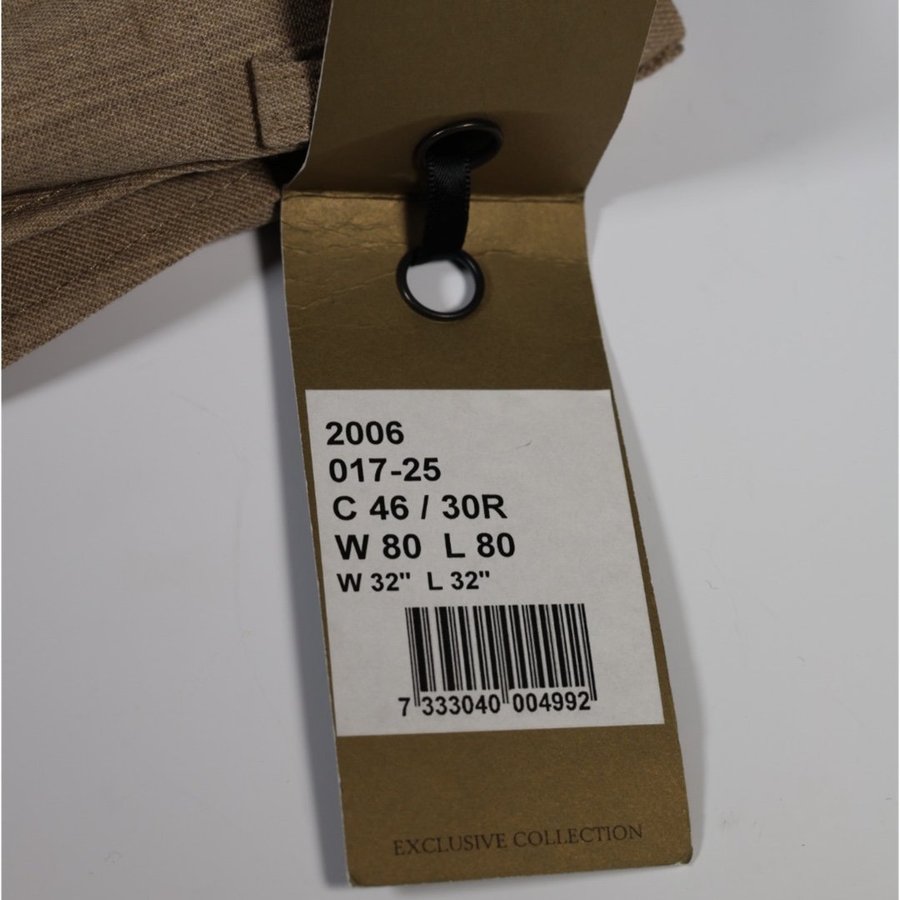 2006
017-25
C 46 / 30R
W 80 L 80
W 32" L 32"
7 333040 004992
EXCLUSIVE COLLECTION